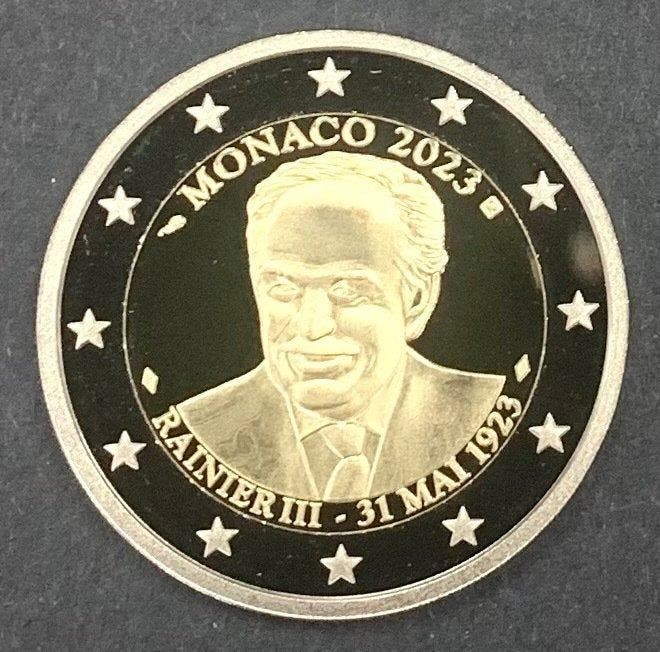 MONACO 2023
RAINIER III - 31 MAI 1923